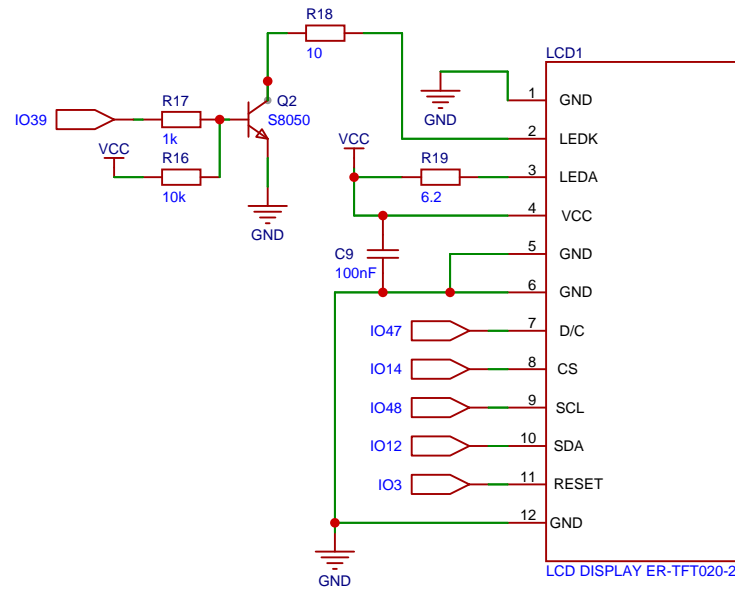 R18
10
LCD1
R17
Q2
S8050
IO39
1k
VCC
R16
10k
GND
1
GND
GND
2
LEDK
VCC
R19
6.2
3
LEDA
4
VCC
C9
100nF
5
GND
6
GND
IO47
7
D/C
IO14
8
CS
IO48
9
SCL
IO12
10
SDA
IO3
11
RESET
12
GND
GND
LCD DISPLAY ER-TFT020-2